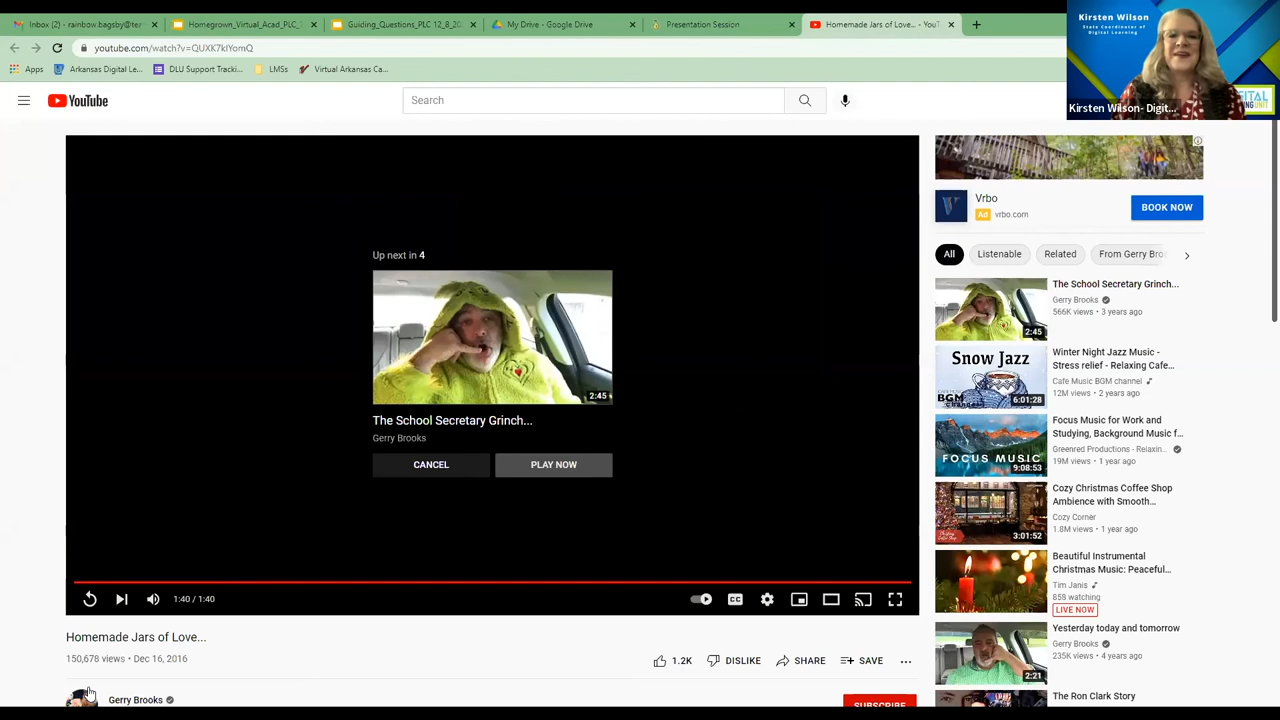 Inbox (2) - rainbow.bagsby@te
Homegrown_Virtual_Acad_PLC_
Guiding_Questions_PLC 12_8_20
My Drive - Google Drive
Presentation Session
Homemade Jars of Love... - YouT
youtube.com/watch?v=QUXK7kIYomQ
Apps
Arkansas Digital Le...
DLU Support Tracki...
LMSs
Virtual Arkansas Ca...
Kirsten Wilson
State Coordinator of
Digital Learning
Kirsten Wilson- Digit...
YouTube
Search
Up next in 4
2:45
The School Secretary Grinch...
Gerry Brooks
CANCEL
PLAY NOW
1:40 / 1:40
CC
Homemade Jars of Love...
150,678 views • Dec 16, 2016
1.2K
DISLIKE
SHARE
SAVE
Gerry Brooks
SUBSCRIBE
Vrbo
Ad vrbo.com
BOOK NOW
All
Listenable
Related
From Gerry Bro
The School Secretary Grinch...
Gerry Brooks
566K views • 3 years ago
2:45
Snow Jazz
BGM
6:01:28
Winter Night Jazz Music -
Stress relief - Relaxing Cafe...
Cafe Music BGM channel
12M views • 2 years ago
FOCUS MUSIC
9:08:53
Focus Music for Work and
Studying, Background Music f...
Greenred Productions - Relaxin...
19M views • 1 year ago
3:01:52
Cozy Christmas Coffee Shop
Ambience with Smooth...
Cozy Corner
1.8M views • 1 year ago
Beautiful Instrumental
Christmas Music: Peaceful...
Tim Janis
858 watching
LIVE NOW
Yesterday today and tomorrow
Gerry Brooks
235K views • 4 years ago
2:21
The Ron Clark Story